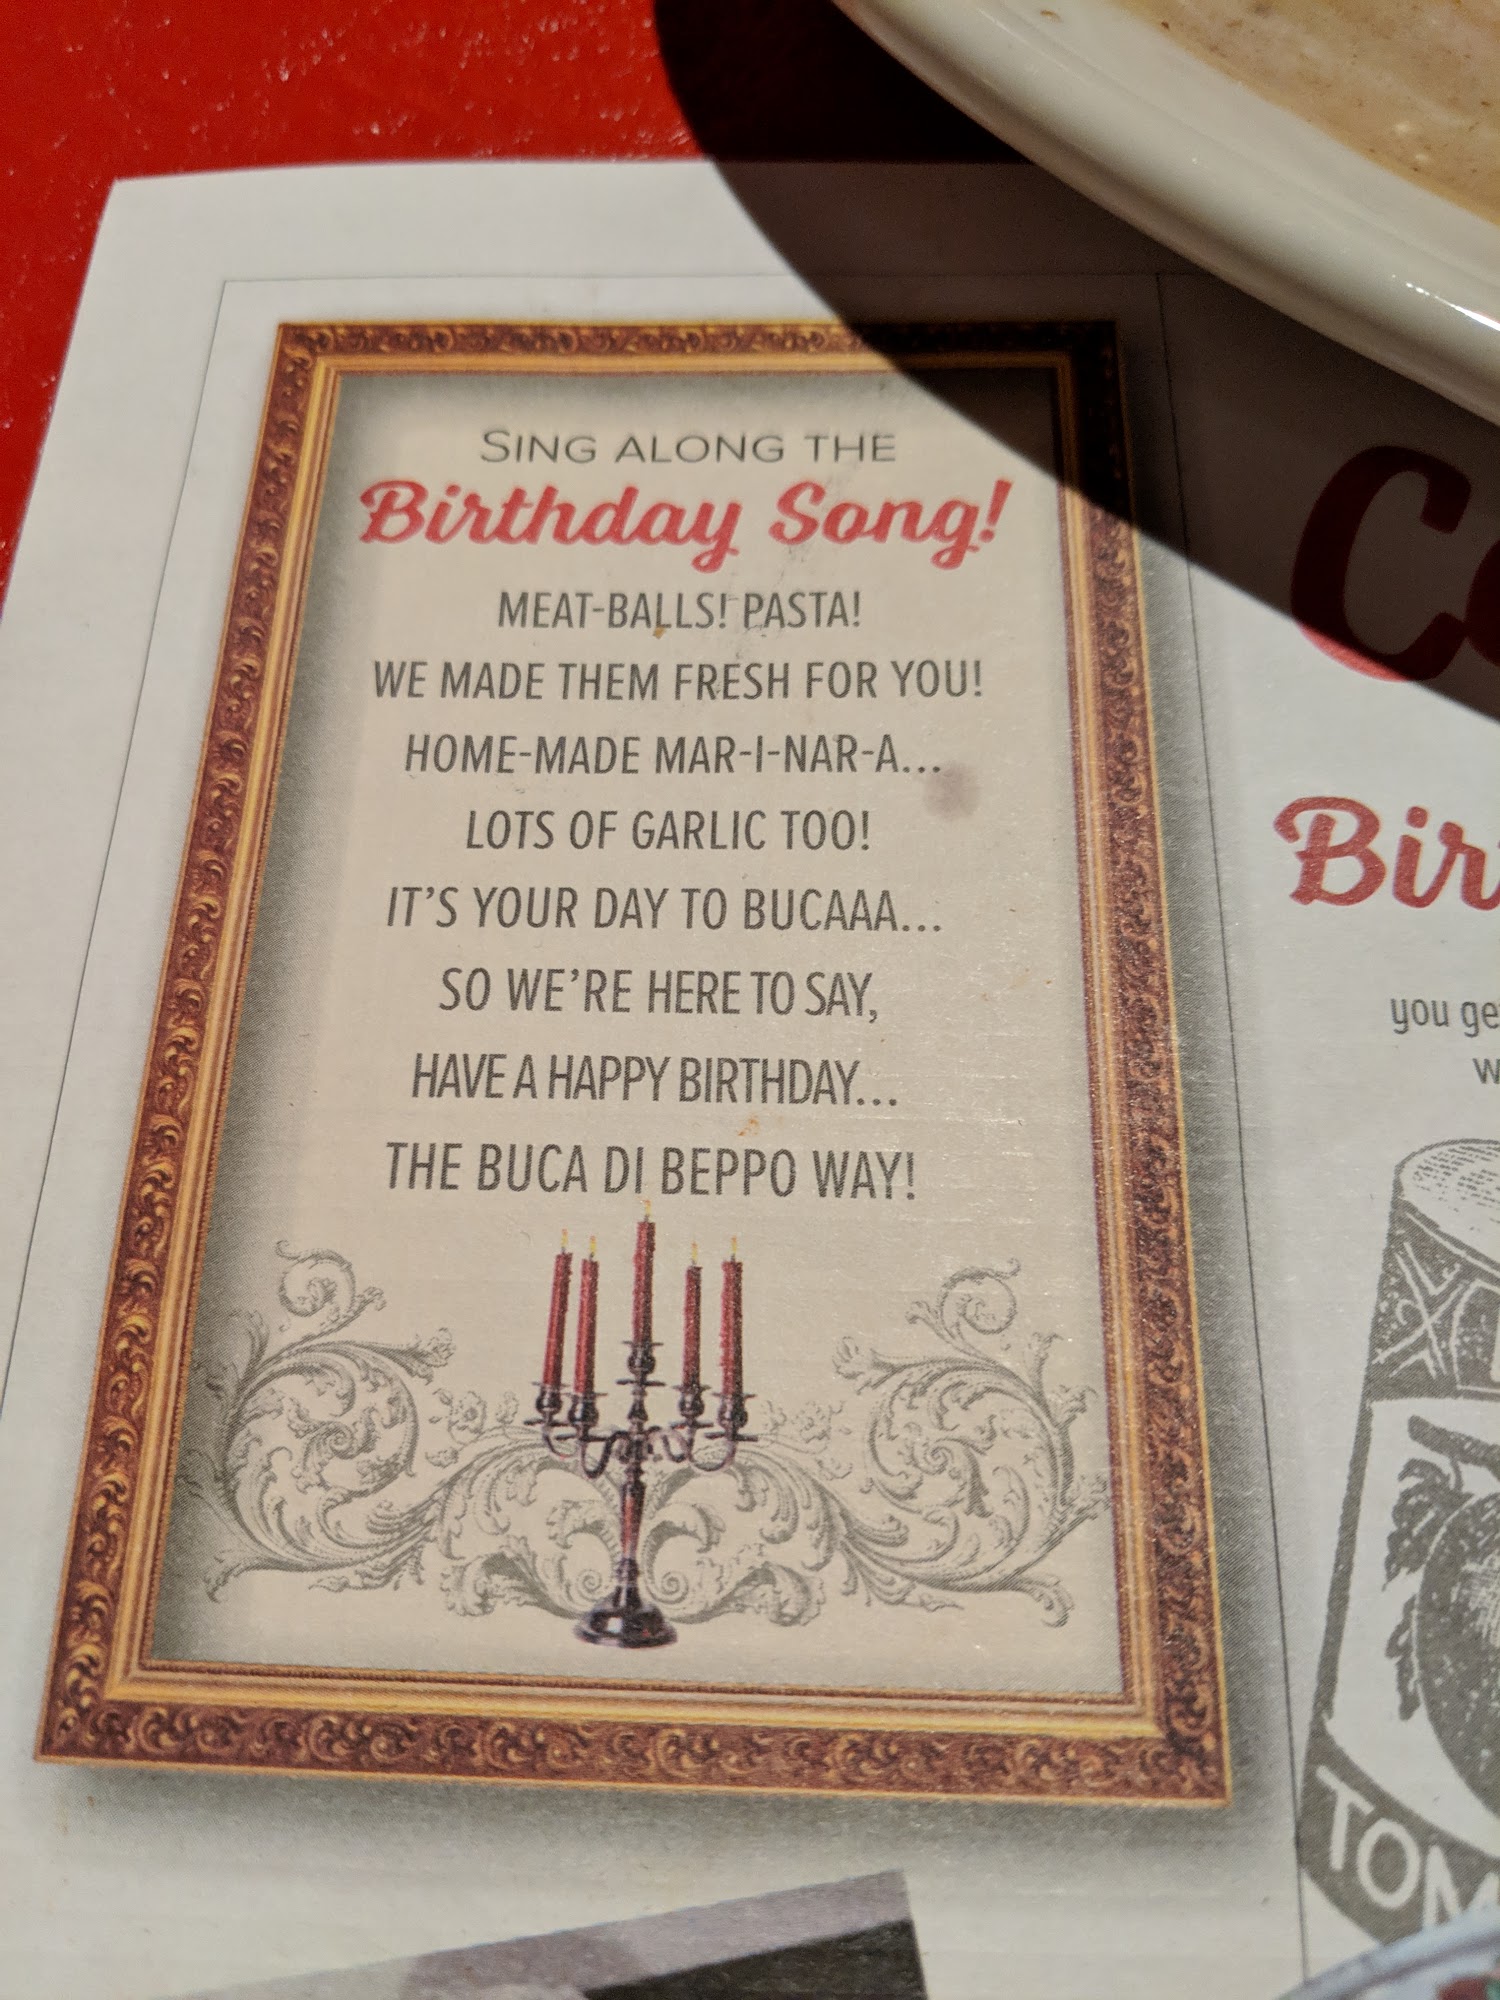 SING ALONG THE
Birthday Song!
MEAT-BALLS! PASTA!
WE MADE THEM FRESH FOR YOU!
HOME-MADE MAR-I-NAR-A...
LOTS OF GARLIC TOO!
IT'S YOUR DAY TO BUCAAA...
SO WE'RE HERE TO SAY,
HAVE A HAPPY BIRTHDAY...
THE BUCA DI BEPPO WAY!
you